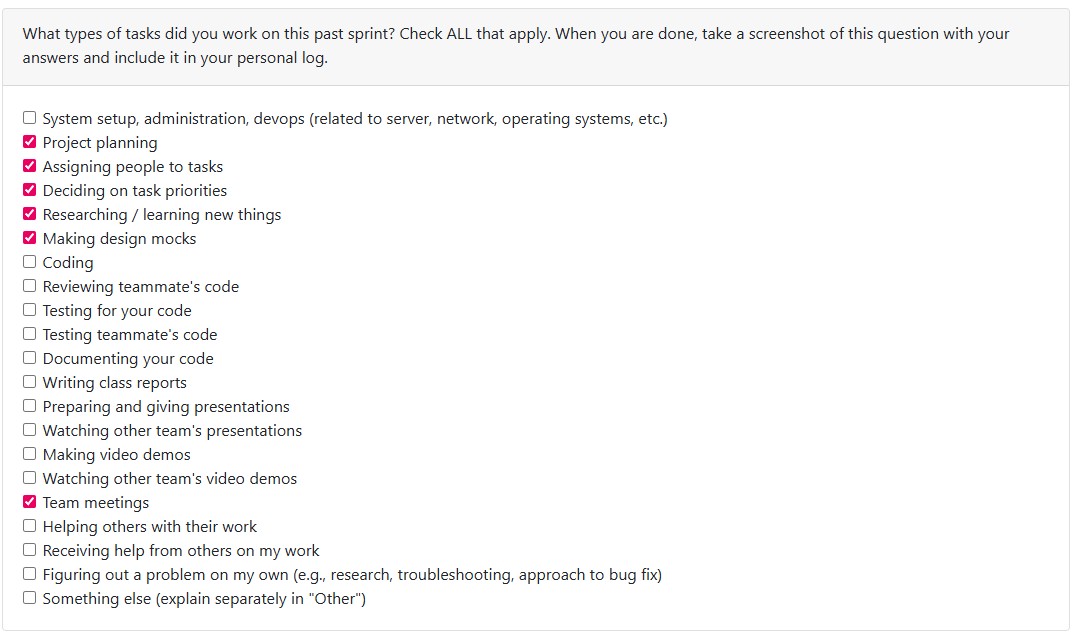 What types of tasks did you work on this past sprint? Check ALL that apply. When you are done, take a screenshot of this question with your
answers and include it in your personal log.
System setup, administration, devops (related to server, network, operating systems, etc.)
Project planning
Assigning people to tasks
Deciding on task priorities
Researching / learning new things
Making design mocks
Coding
Reviewing teammate's code
Testing for your code
Testing teammate's code
Documenting your code
Writing class reports
Preparing and giving presentations
Watching other team's presentations
Making video demos
Watching other team's video demos
Team meetings
Helping others with their work
Receiving help from others on my work
Figuring out a problem on my own (e.g., research, troubleshooting, approach to bug fix)
Something else (explain separately in "Other")